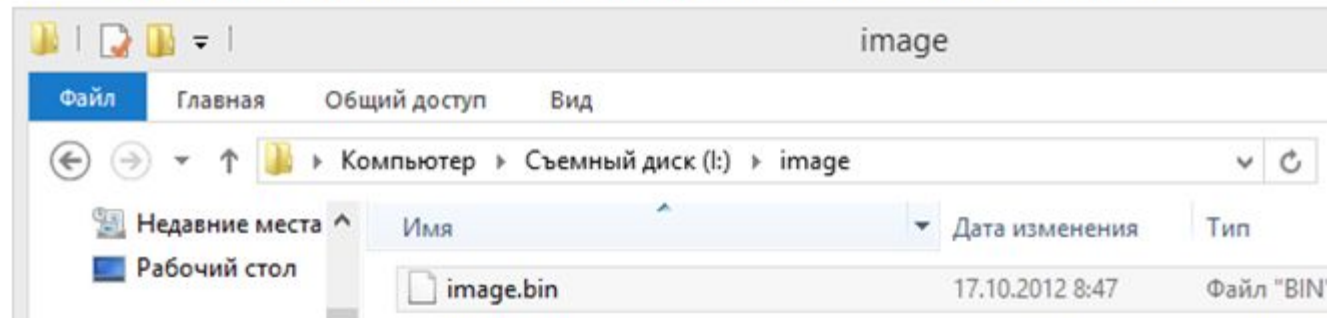 image
Файл Главная Общий доступ Вид
Компьютер Съемный диск (I:) image
Недавние места Имя Дата изменения Тип
Рабочий стол
image.bin 17.10.2012 8:47 Файл "BIN"